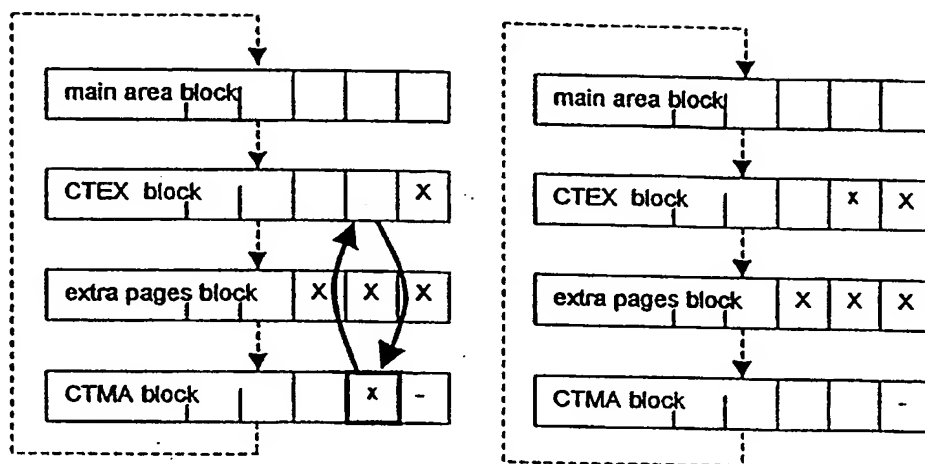 main area block
CTEX block X
extra pages block X X X
CTMA block x -
main area block
CTEX block x X
extra pages block X X X
CTMA block -